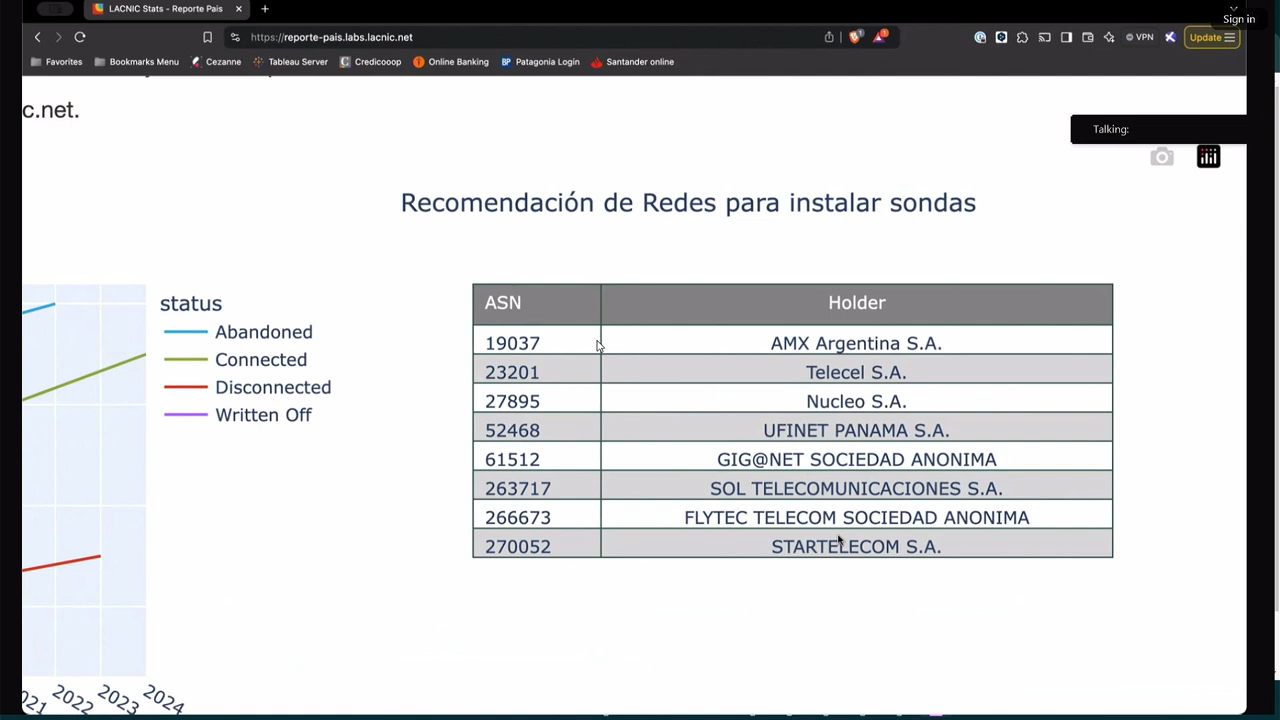 LACNIC Stats - Reporte Pais
Sign in
https://reporte-pais.labs.lacnic.net
VPN
Update
Favorites
Bookmarks Menu
Cezanne
Tableau Server
Credicooop
Online Banking
Patagonia Login
Santander online
c.net.
Talking:
Recomendación de Redes para instalar sondas
status
Abandoned
Connected
Disconnected
Written Off
ASN Holder
19037 AMX Argentina S.A.
23201 Telecel S.A.
27895 Nucleo S.A.
52468 UFINET PANAMA S.A.
61512 GIG@NET SOCIEDAD ANONIMA
263717 SOL TELECOMUNICACIONES S.A.
266673 FLYTEC TELECOM SOCIEDAD ANONIMA
270052 STARTELECOM S.A.
021
2022
2023
2024